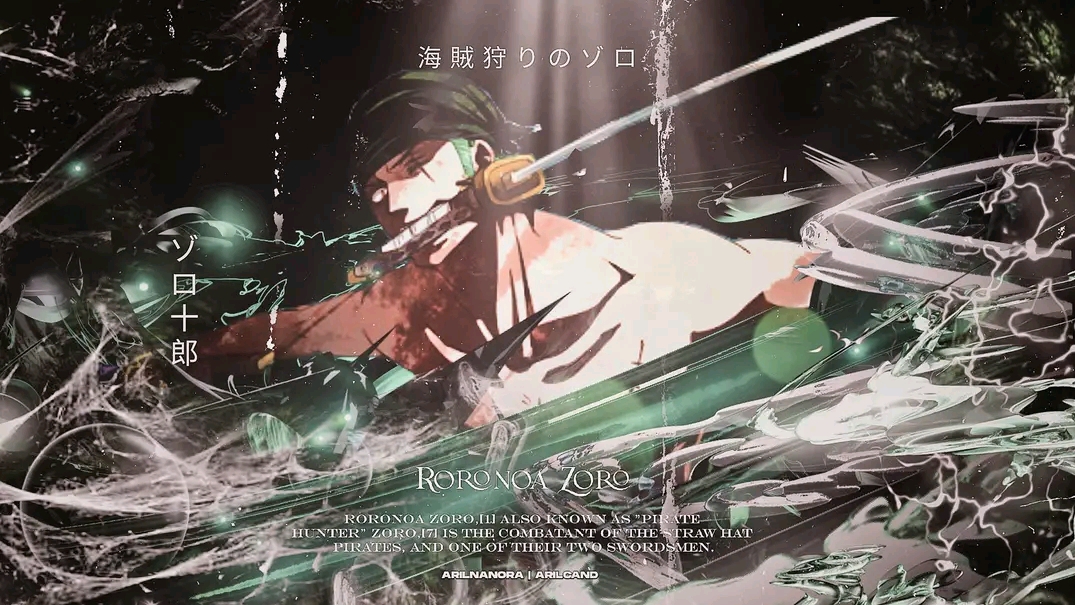 海賊狩りのゾロ
ゾロ十郎
RORONOA ZORO
RORONOA ZORO,[1] ALSO KNOWN AS "PIRATE
HUNTER" ZORO,[7] IS THE COMBATANT OF THE STRAW HAT
PIRATES, AND ONE OF THEIR TWO SWORDSMEN.
ARILNANORA | ARILCAND